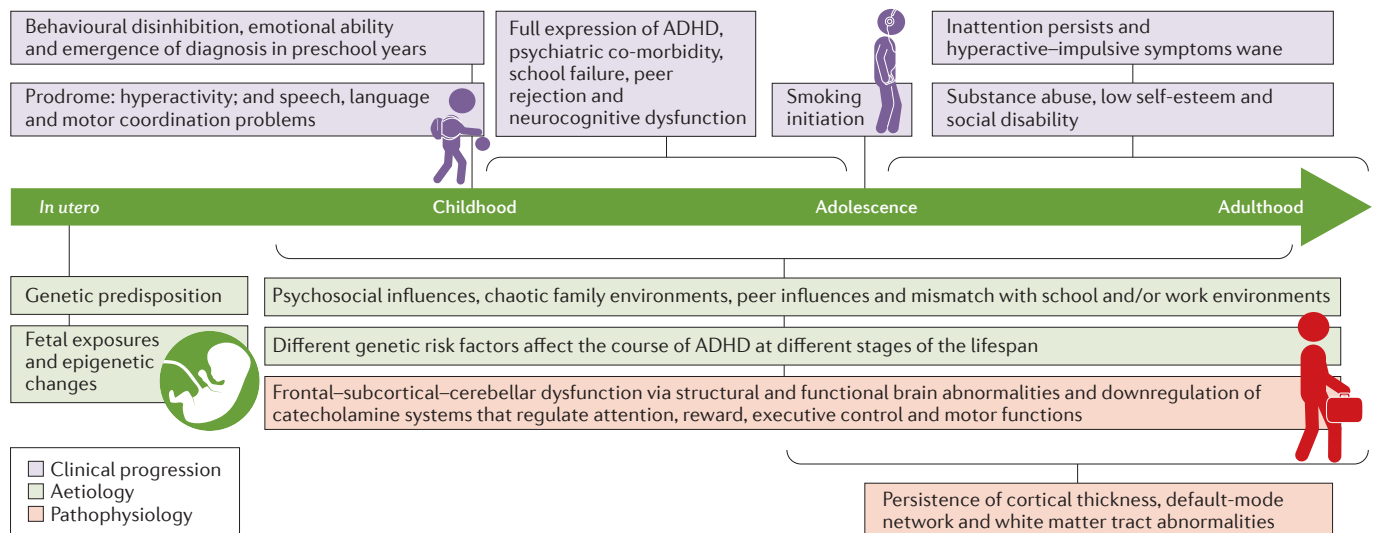 Behavioural disinhibition, emotional ability
and emergence of diagnosis in preschool years
Prodrome: hyperactivity; and speech, language
and motor coordination problems
Full expression of ADHD,
psychiatric co-morbidity,
school failure, peer
rejection and
neurocognitive dysfunction
Smoking
initiation
Inattention persists and
hyperactive–impulsive symptoms wane
Substance abuse, low self-esteem and
social disability
In utero
Childhood
Adolescence
Adulthood
Genetic predisposition
Fetal exposures
and epigenetic
changes
Psychosocial influences, chaotic family environments, peer influences and mismatch with school and/or work environments
Different genetic risk factors affect the course of ADHD at different stages of the lifespan
Frontal–subcortical–cerebellar dysfunction via structural and functional brain abnormalities and downregulation of
catecholamine systems that regulate attention, reward, executive control and motor functions
Clinical progression
Aetiology
Pathophysiology
Persistence of cortical thickness, default-mode
network and white matter tract abnormalities